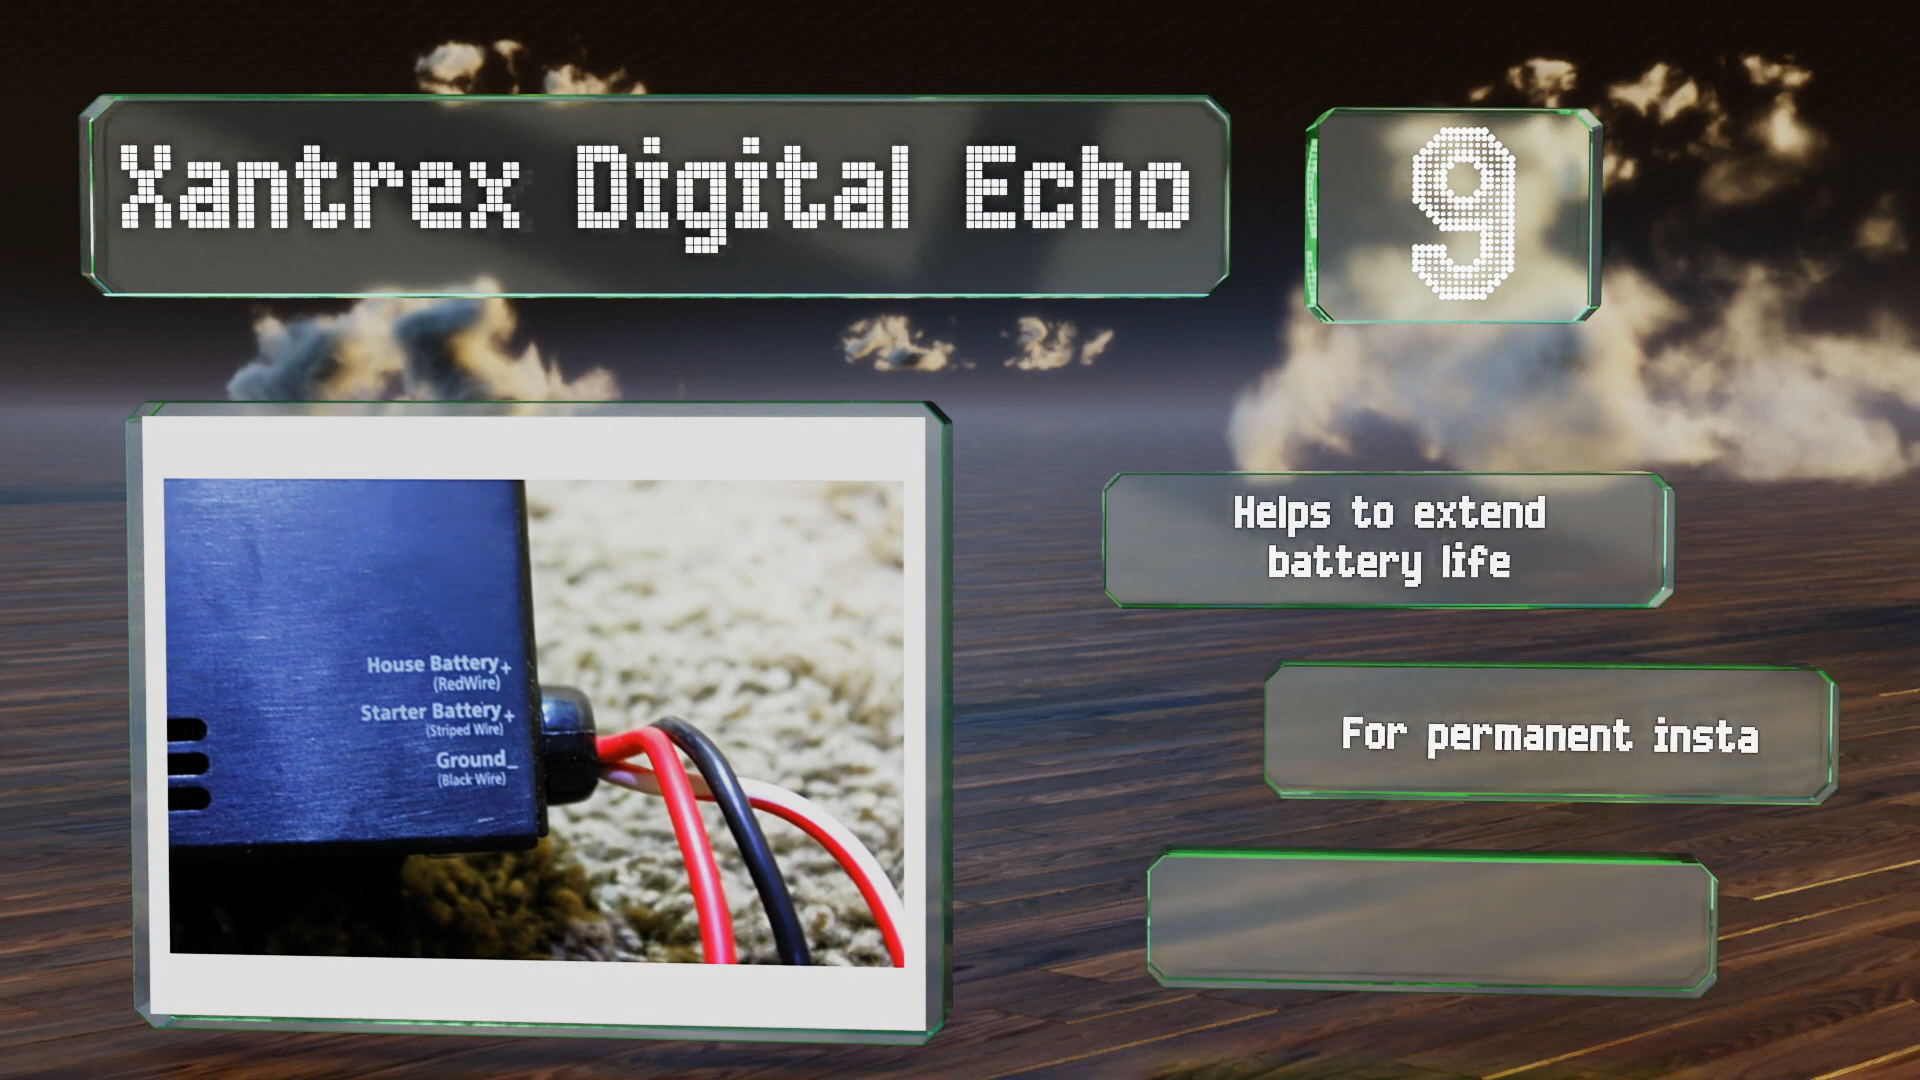 Xantrex Digital Echo
9
Helps to extend
battery life
For permanent insta
House Battery+
(RedWire)
Starter Battery+
(Striped Wire)
Ground_
(Black Wire)